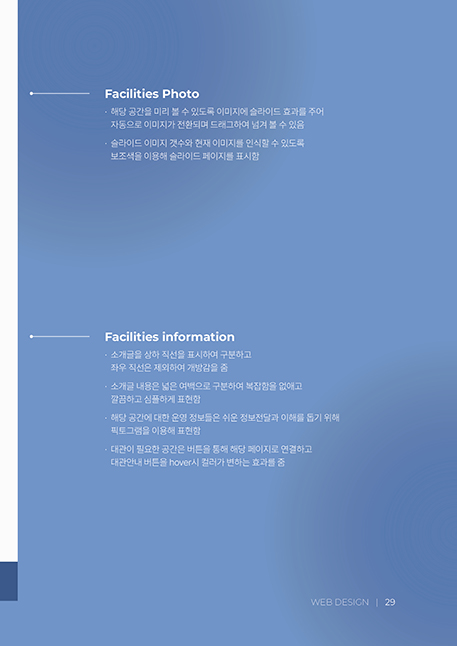 Facilities Photo
· 해당 공간을 미리 볼 수 있도록 이미지에 슬라이드 효과를 주어
자동으로 이미지가 전환되며 드래그하여 넘겨 볼 수 있음
· 슬라이드 이미지 갯수와 현재 이미지를 인식할 수 있도록
보조색을 이용해 슬라이드 페이지를 표시함
Facilities information
· 소개글을 상하 직선을 표시하여 구분하고
좌우 직선은 제외하여 개방감을 줌
· 소개글 내용은 넓은 여백으로 구분하여 복잡함을 없애고
깔끔하고 심플하게 표현함
· 해당 공간에 대한 운영 정보들은 쉬운 정보전달과 이해를 돕기 위해
픽토그램을 이용해 표현함
· 대관이 필요한 공간은 버튼을 통해 해당 페이지로 연결하고
대관안내 버튼을 hover시 컬러가 변하는 효과를 줌
WEB DESIGN | 29